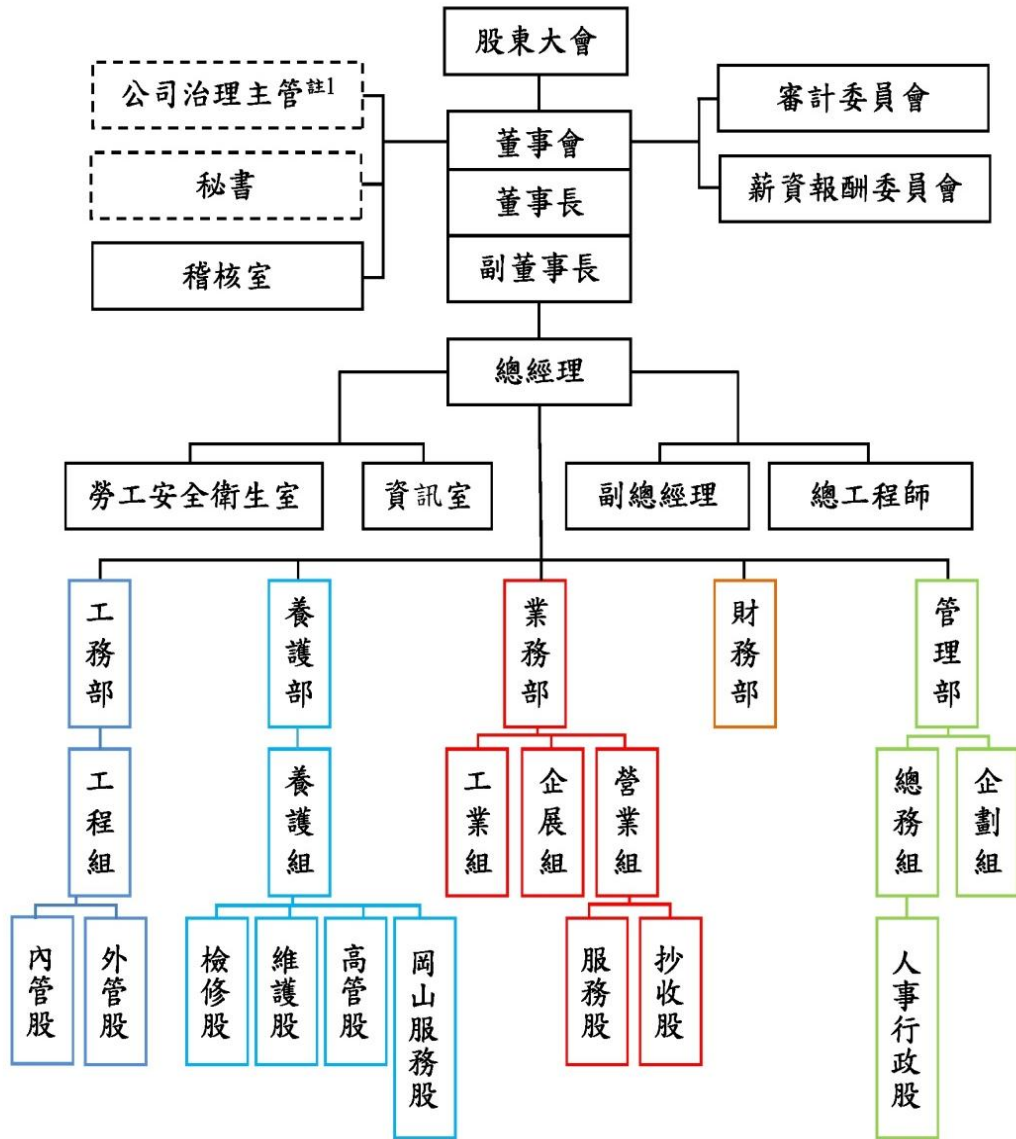 股東大會
公司治理主管註1
審計委員會
董事會
秘書
薪資報酬委員會
董事長
稽核室
副董事長
總經理
勞工安全衛生室
資訊室
副總經理
總工程師
工務部
養護部
業務部
財務部
管理部
工程組
養護組
工業組
企展組
營業組
總務組
企劃組
內管股
外管股
檢修股
維護股
高管股
岡山服務股
服務股
抄收股
人事行政股